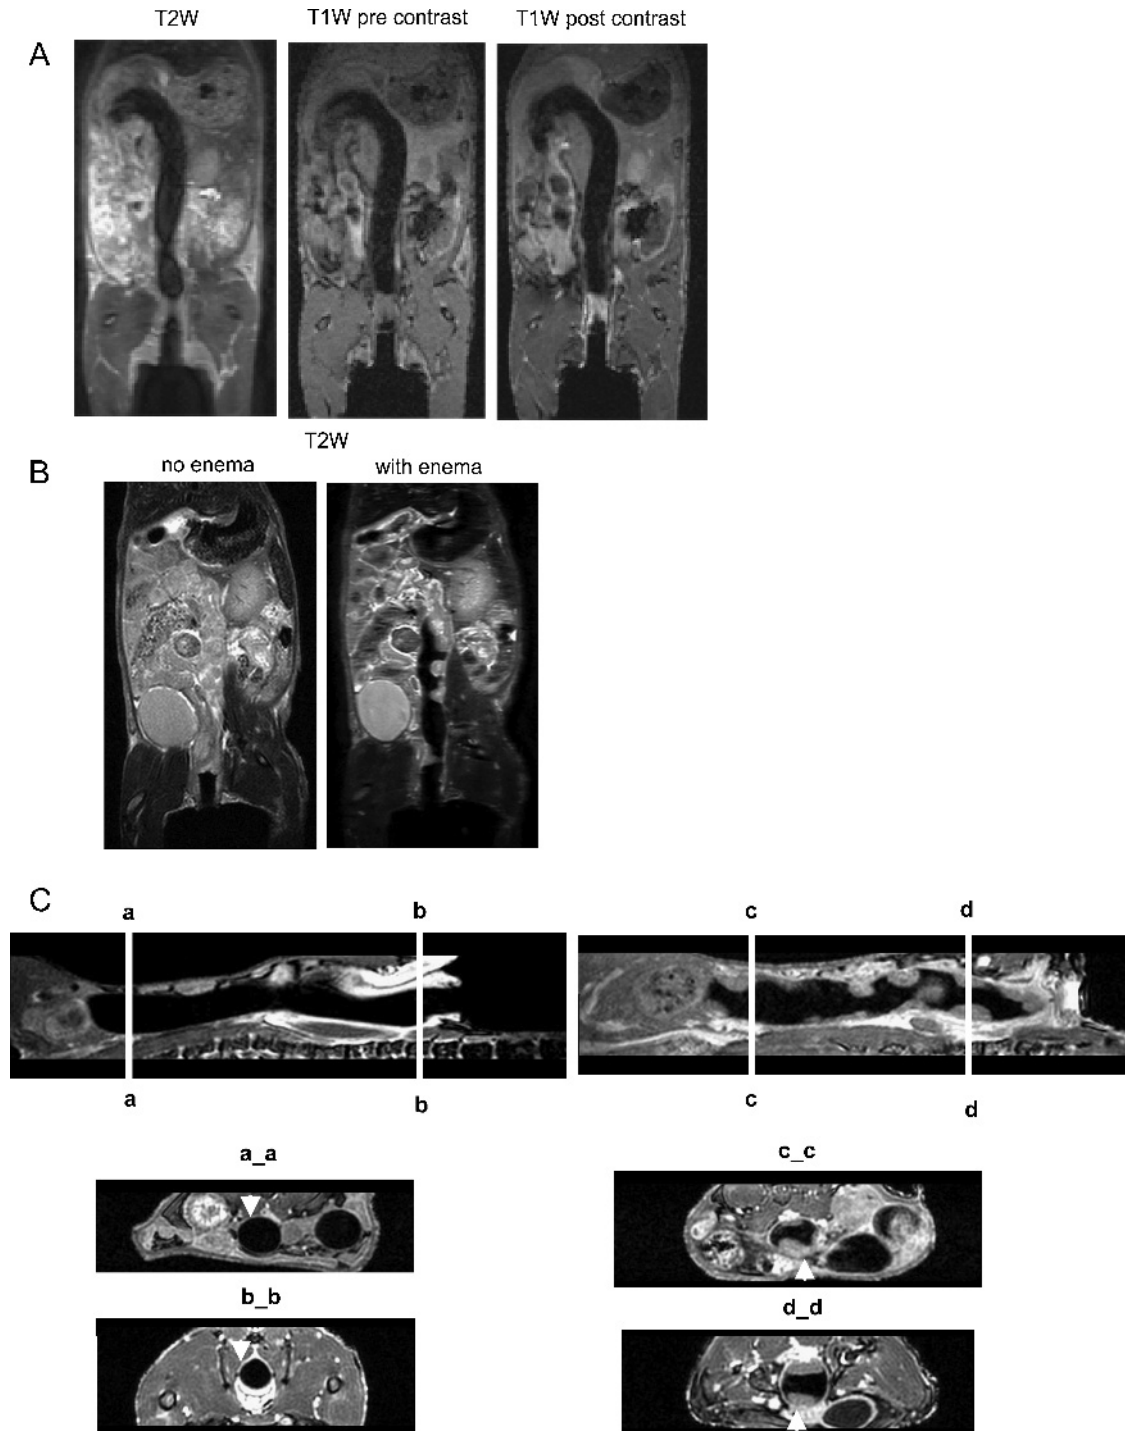 T2W T1W pre contrast T1W post contrast
A
T2W
no enema with enema
B
C
a b c d
a b c d
a_a c_c
b_b d_d